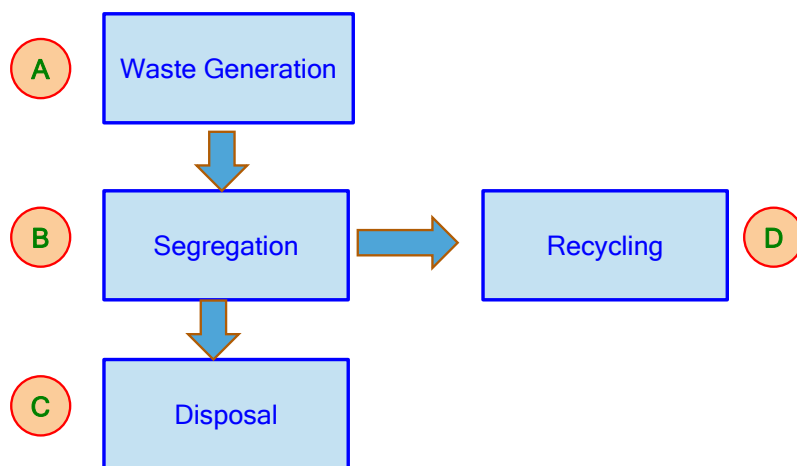 A
Waste Generation
B
Segregation
Recycling
D
C
Disposal